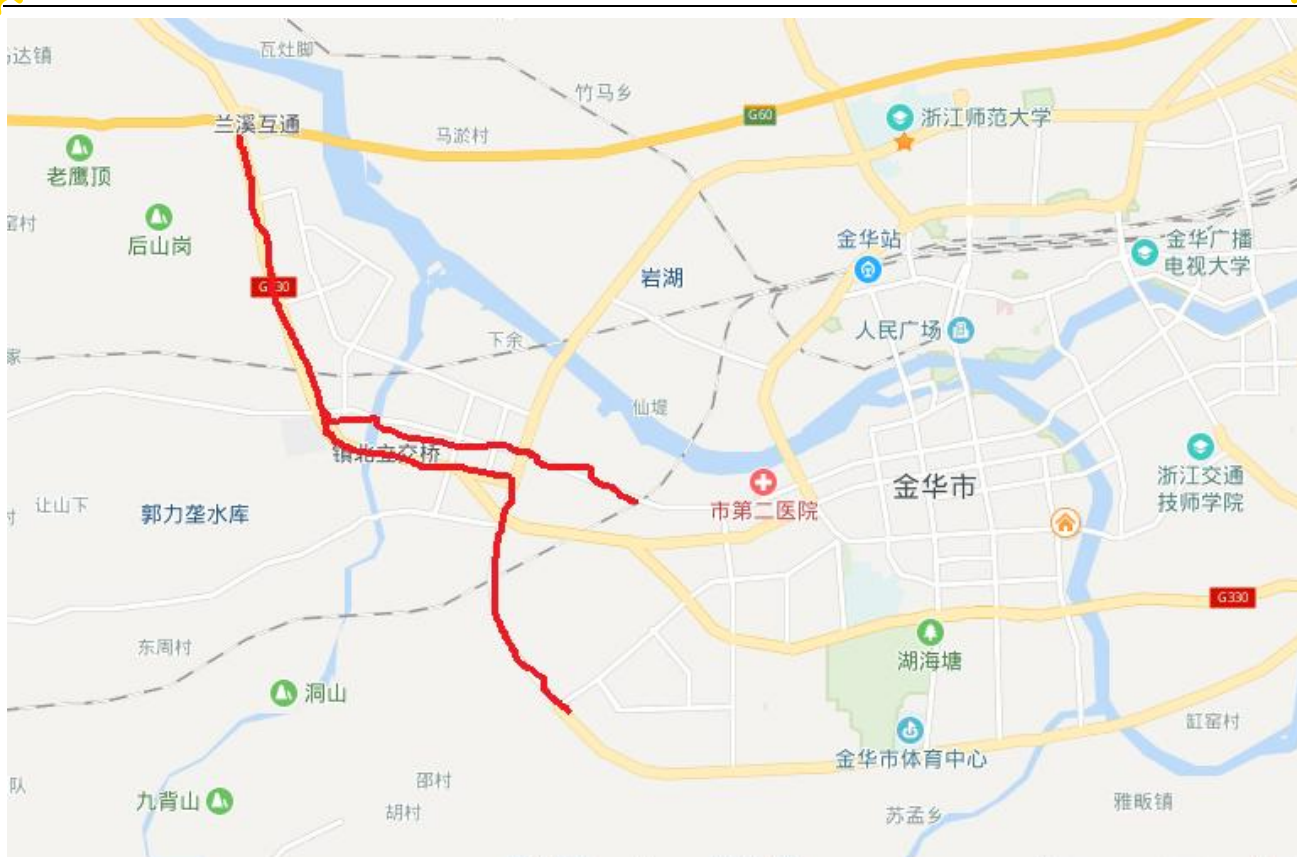 瓦灶脚
马达镇
竹马乡
G60
浙江师范大学
兰溪互通
马淤村
老鹰顶
窑村
后山岗
金华站
金华广播
电视大学
岩湖
人民广场
下余
家
仙堤
镇北立交桥
浙江交通
技师学院
金华市
市第二医院
让山下
郭力垄水库
村
G330
东周村
湖海塘
洞山
缸窑村
金华市体育中心
邵村
队
九背山
胡村
苏孟乡
雅畈镇